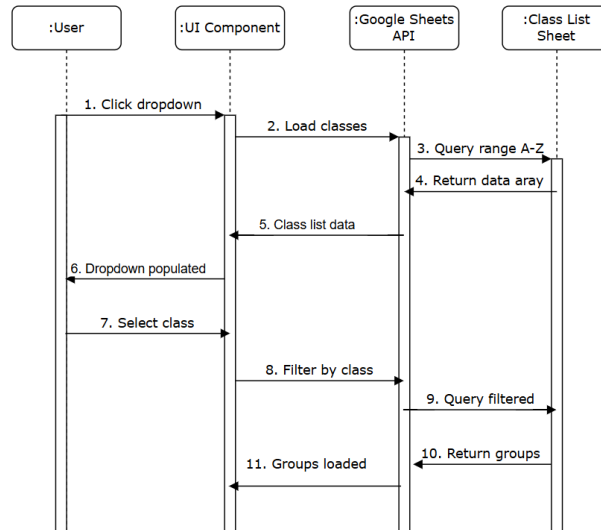 :User
:UI Component
:Google Sheets
API
:Class List
Sheet
1. Click dropdown
2. Load classes
3. Query range A-Z
4. Return data aray
5. Class list data
6. Dropdown populated
7. Select class
8. Filter by class
9. Query filtered
10. Return groups
11. Groups loaded